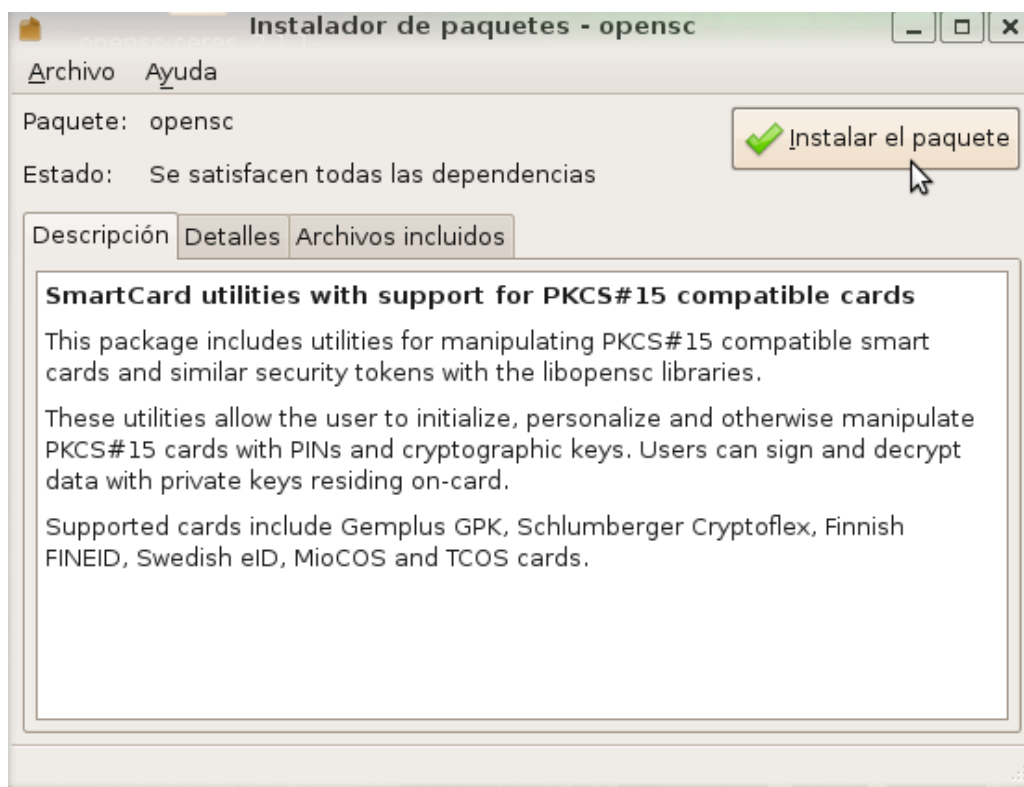 Instalador de paquetes - opensc
Archivo Ayuda
Paquete: opensc
Instalar el paquete
Estado: Se satisfacen todas las dependencias
Descripción Detalles Archivos incluidos
SmartCard utilities with support for PKCS#15 compatible cards
This package includes utilities for manipulating PKCS#15 compatible smart
cards and similar security tokens with the libopensc libraries.
These utilities allow the user to initialize, personalize and otherwise manipulate
PKCS#15 cards with PINs and cryptographic keys. Users can sign and decrypt
data with private keys residing on-card.
Supported cards include Gemplus GPK, Schlumberger Cryptoflex, Finnish
FINEID, Swedish eID, MioCOS and TCOS cards.